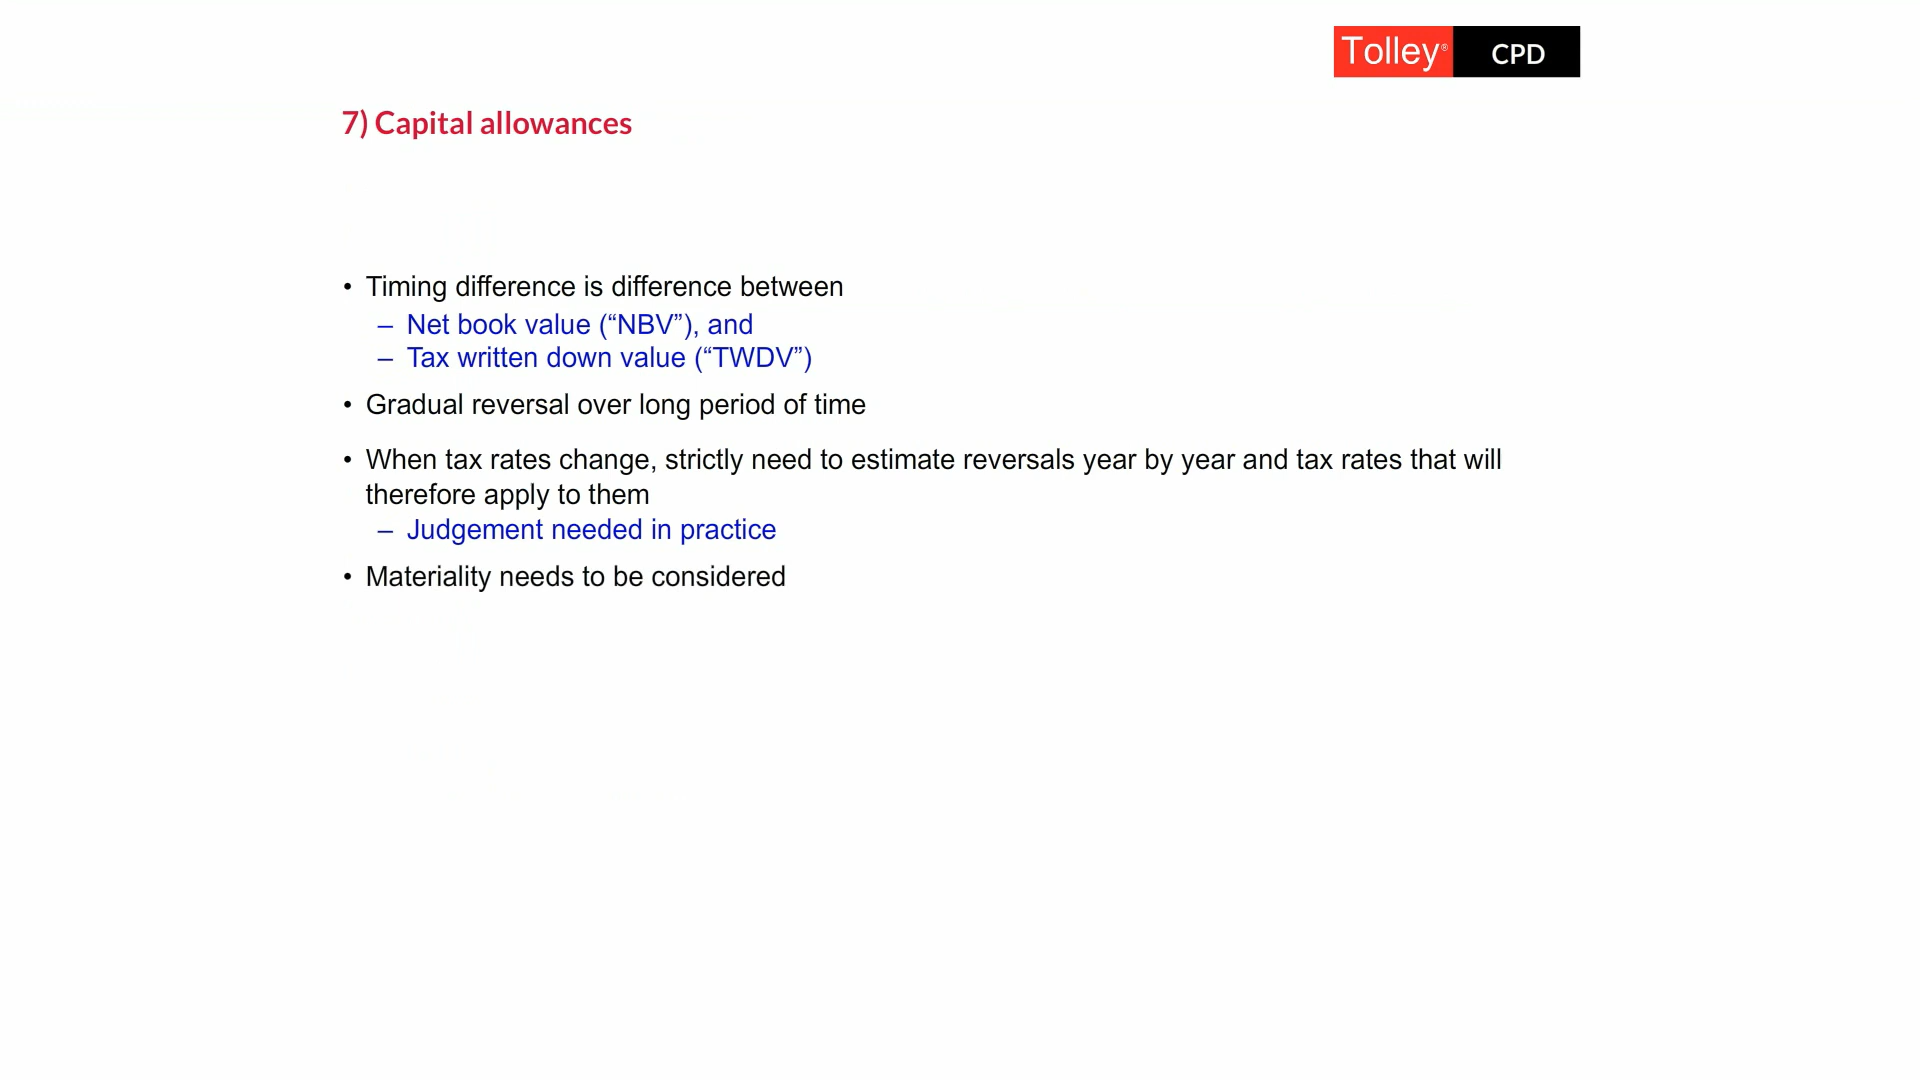 Tolley® CPD
7) Capital allowances
• Timing difference is difference between
– Net book value (“NBV”), and
– Tax written down value (“TWDV”)
• Gradual reversal over long period of time
• When tax rates change, strictly need to estimate reversals year by year and tax rates that will
therefore apply to them
– Judgement needed in practice
• Materiality needs to be considered